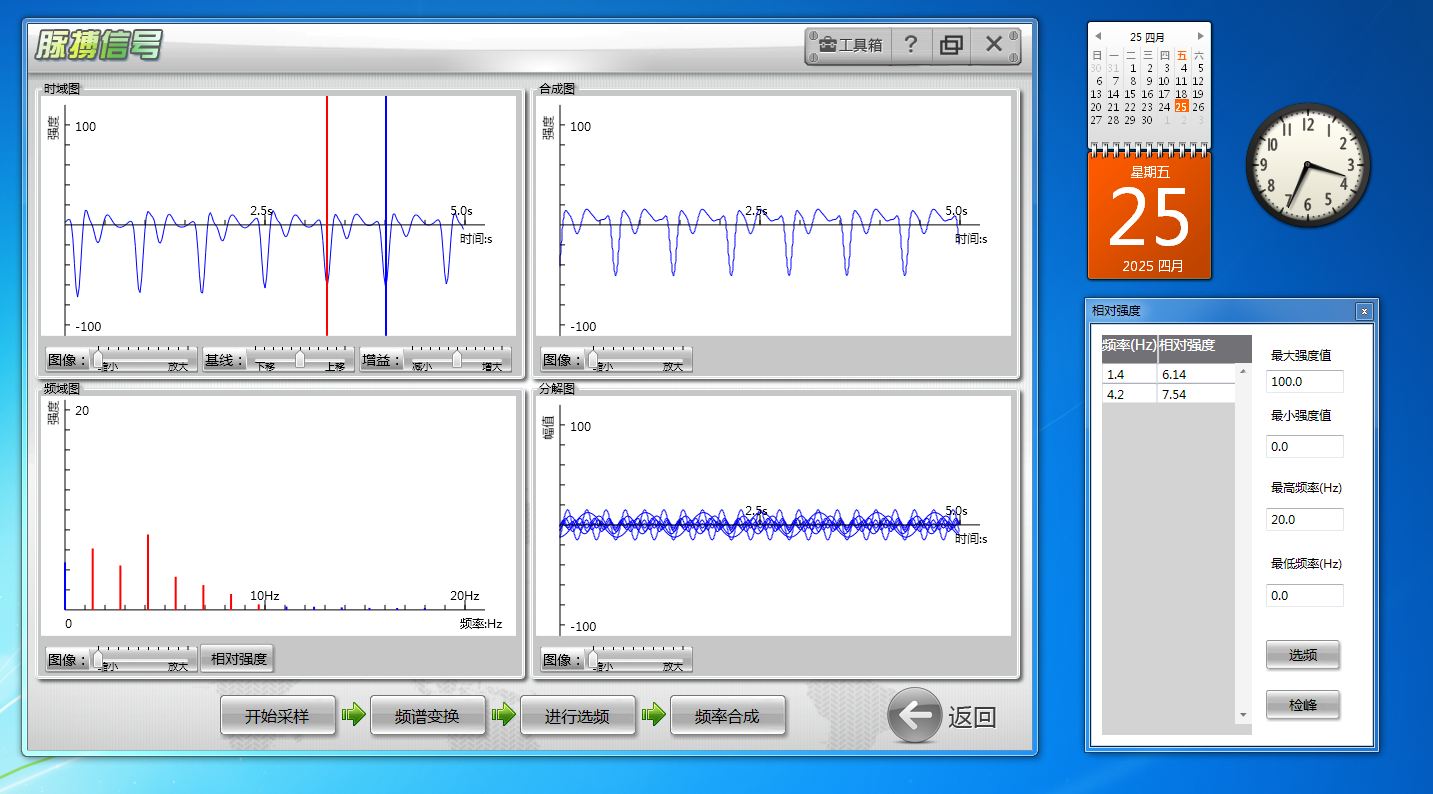 脉搏信号
工具箱
?
时域图
强度
100
2.5s
5.0s
时间:s
-100
图像：
缩小
放大
基线：
下移
上移
增益：
减小
增大
合成图
强度
100
2.5s
5.0s
时间:s
-100
图像：
缩小
放大
频域图
强度
20
10Hz
20Hz
0
频率:Hz
图像：
缩小
放大
相对强度
分解图
幅值
100
2.5s
5.0s
时间:s
-100
图像：
缩小
放大
开始采样
频谱变换
进行选频
频率合成
返回
25 四月
日 一 二 三 四 五 六
30 31 1 2 3 4 5
6 7 8 9 10 11 12
13 14 15 16 17 18 19
20 21 22 23 24 25 26
27 28 29 30 1 2 3
星期五
25
2025 四月
12
1
2
3
4
5
6
7
8
9
10
11
相对强度
x
频率(Hz) 相对强度
1.4 6.14
4.2 7.54
最大强度值
100.0
最小强度值
0.0
最高频率(Hz)
20.0
最低频率(Hz)
0.0
选频
检峰